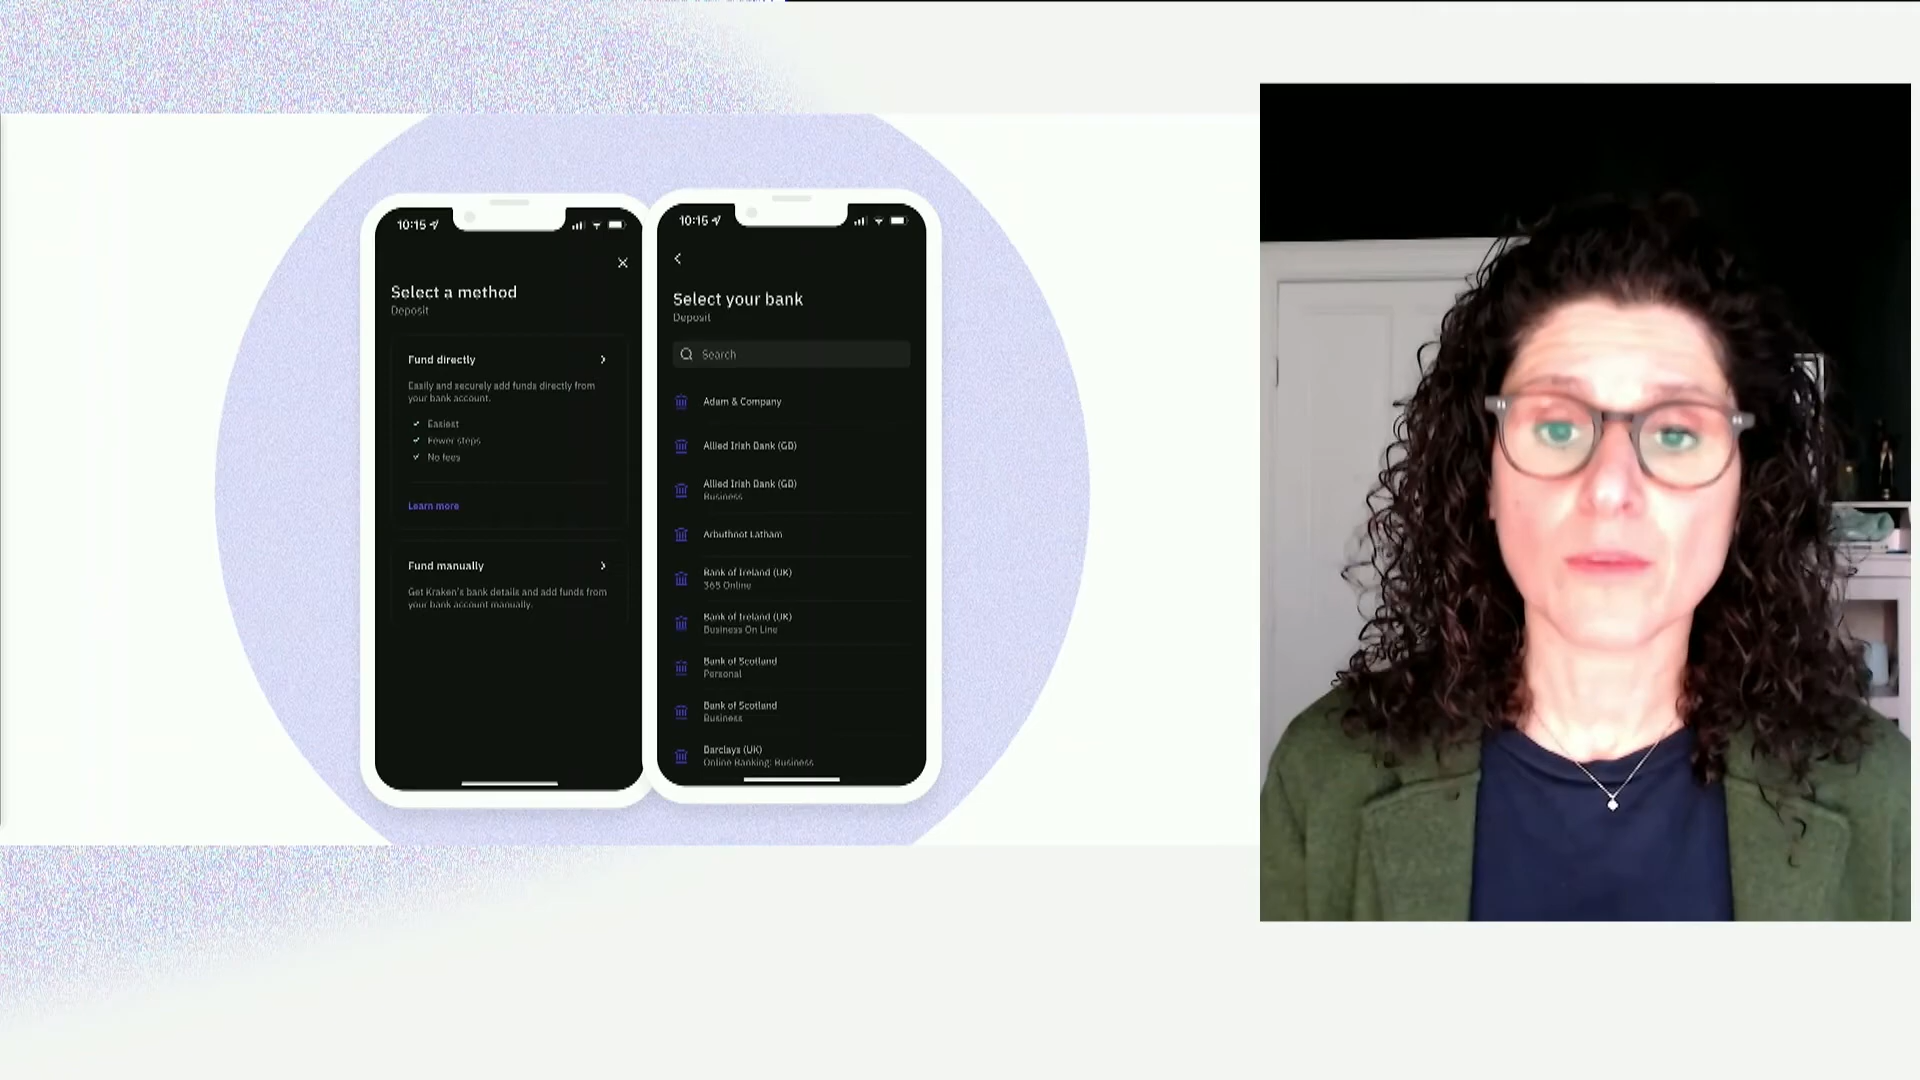 10:15
Select a method
Deposit
Fund directly
Easily and securely add funds directly from
your bank account.
Easiest
Fewer steps
No fees
Learn more
Fund manually
Get Kraken's bank details and add funds from
your bank account manually.
10:15
Select your bank
Deposit
Search
Adam & Company
Allied Irish Bank (GB)
Allied Irish Bank (GB)
Business
Arbuthnot Latham
Bank of Ireland (UK)
365 Online
Bank of Ireland (UK)
Business On Line
Bank of Scotland
Personal
Bank of Scotland
Business
Barclays (UK)
Online Banking: Business